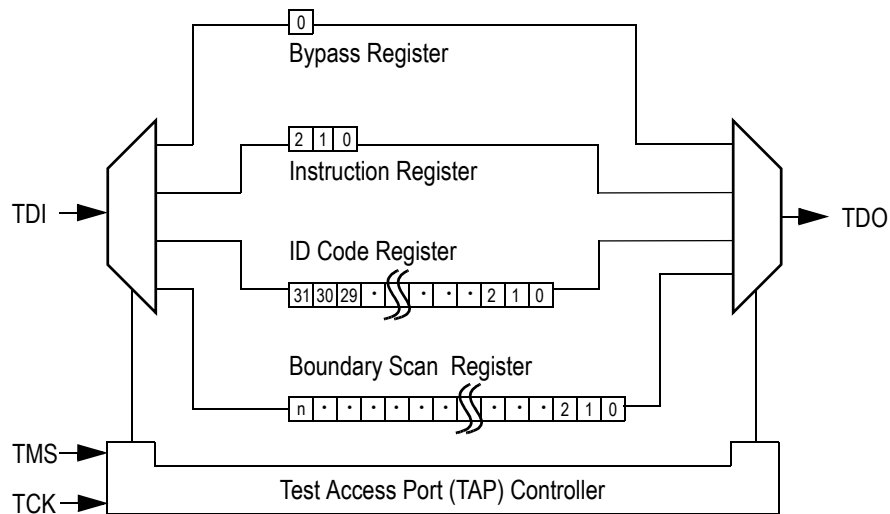 0
Bypass Register
2 1 0
Instruction Register
TDI
TDO
ID Code Register
31 30 29 · · · · 2 1 0
Boundary Scan Register
n · · · · · · · · · 2 1 0
TMS
Test Access Port (TAP) Controller
TCK